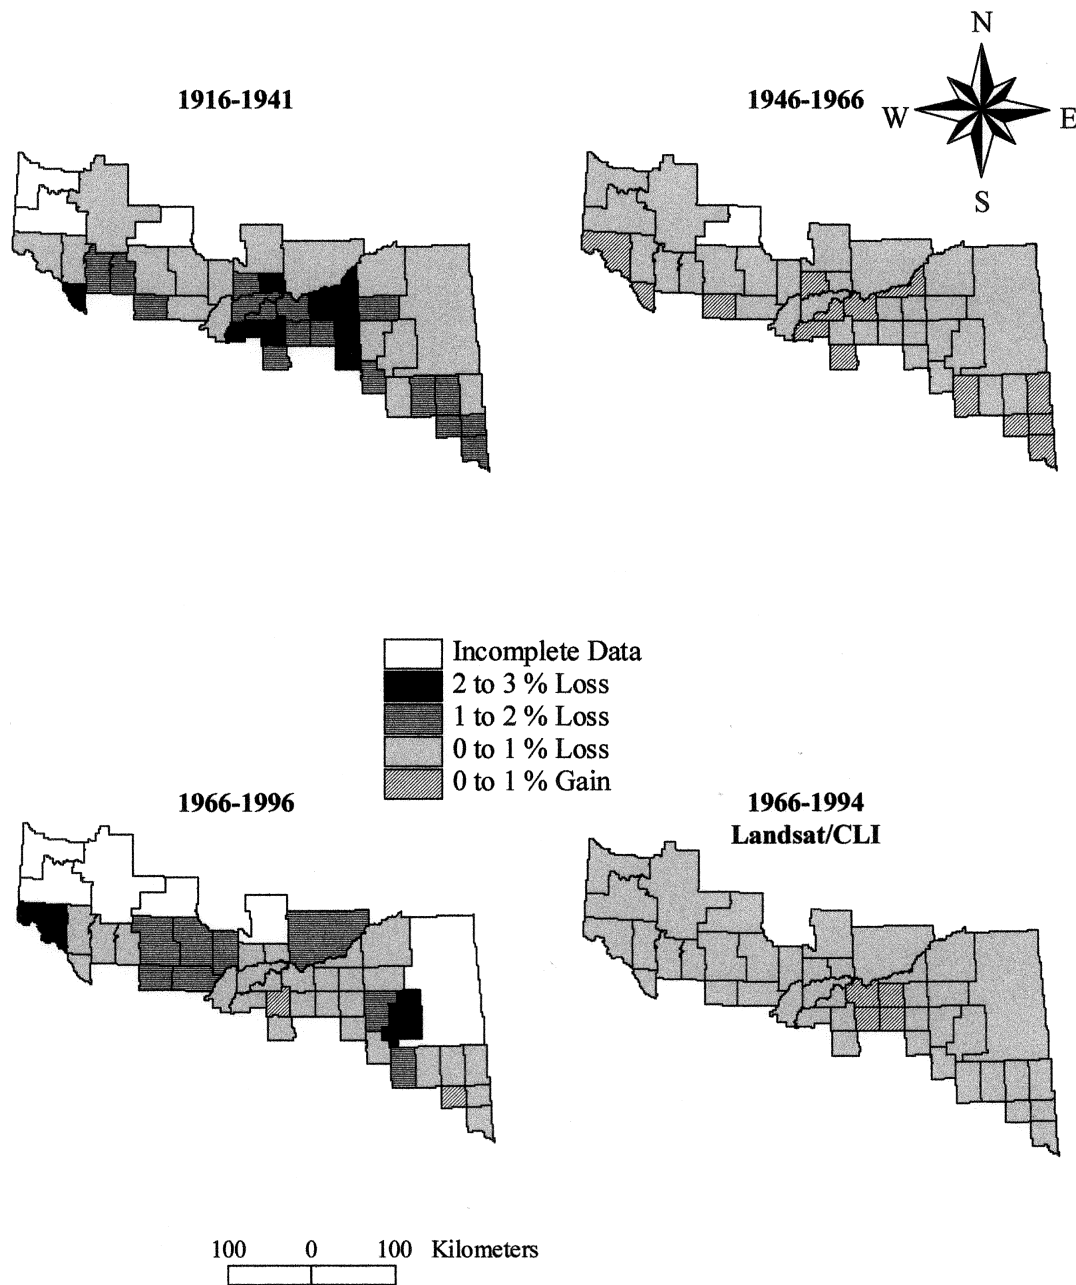 N
1916-1941
1946-1966
W
E
S
Incomplete Data
2 to 3 % Loss
1 to 2 % Loss
0 to 1 % Loss
0 to 1 % Gain
1966-1996
1966-1994
Landsat/CLI
100 0 100 Kilometers